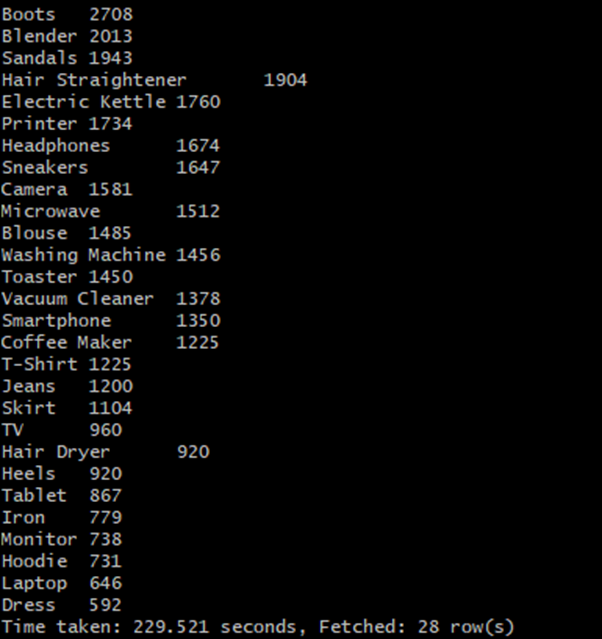 Boots 2708
Blender 2013
Sandals 1943
Hair Straightener 1904
Electric Kettle 1760
Printer 1734
Headphones 1674
Sneakers 1647
Camera 1581
Microwave 1512
Blouse 1485
Washing Machine 1456
Toaster 1450
Vacuum Cleaner 1378
Smartphone 1350
Coffee Maker 1225
T-Shirt 1225
Jeans 1200
Skirt 1104
TV 960
Hair Dryer 920
Heels 920
Tablet 867
Iron 779
Monitor 738
Hoodie 731
Laptop 646
Dress 592
Time taken: 229.521 seconds, Fetched: 28 row(s)